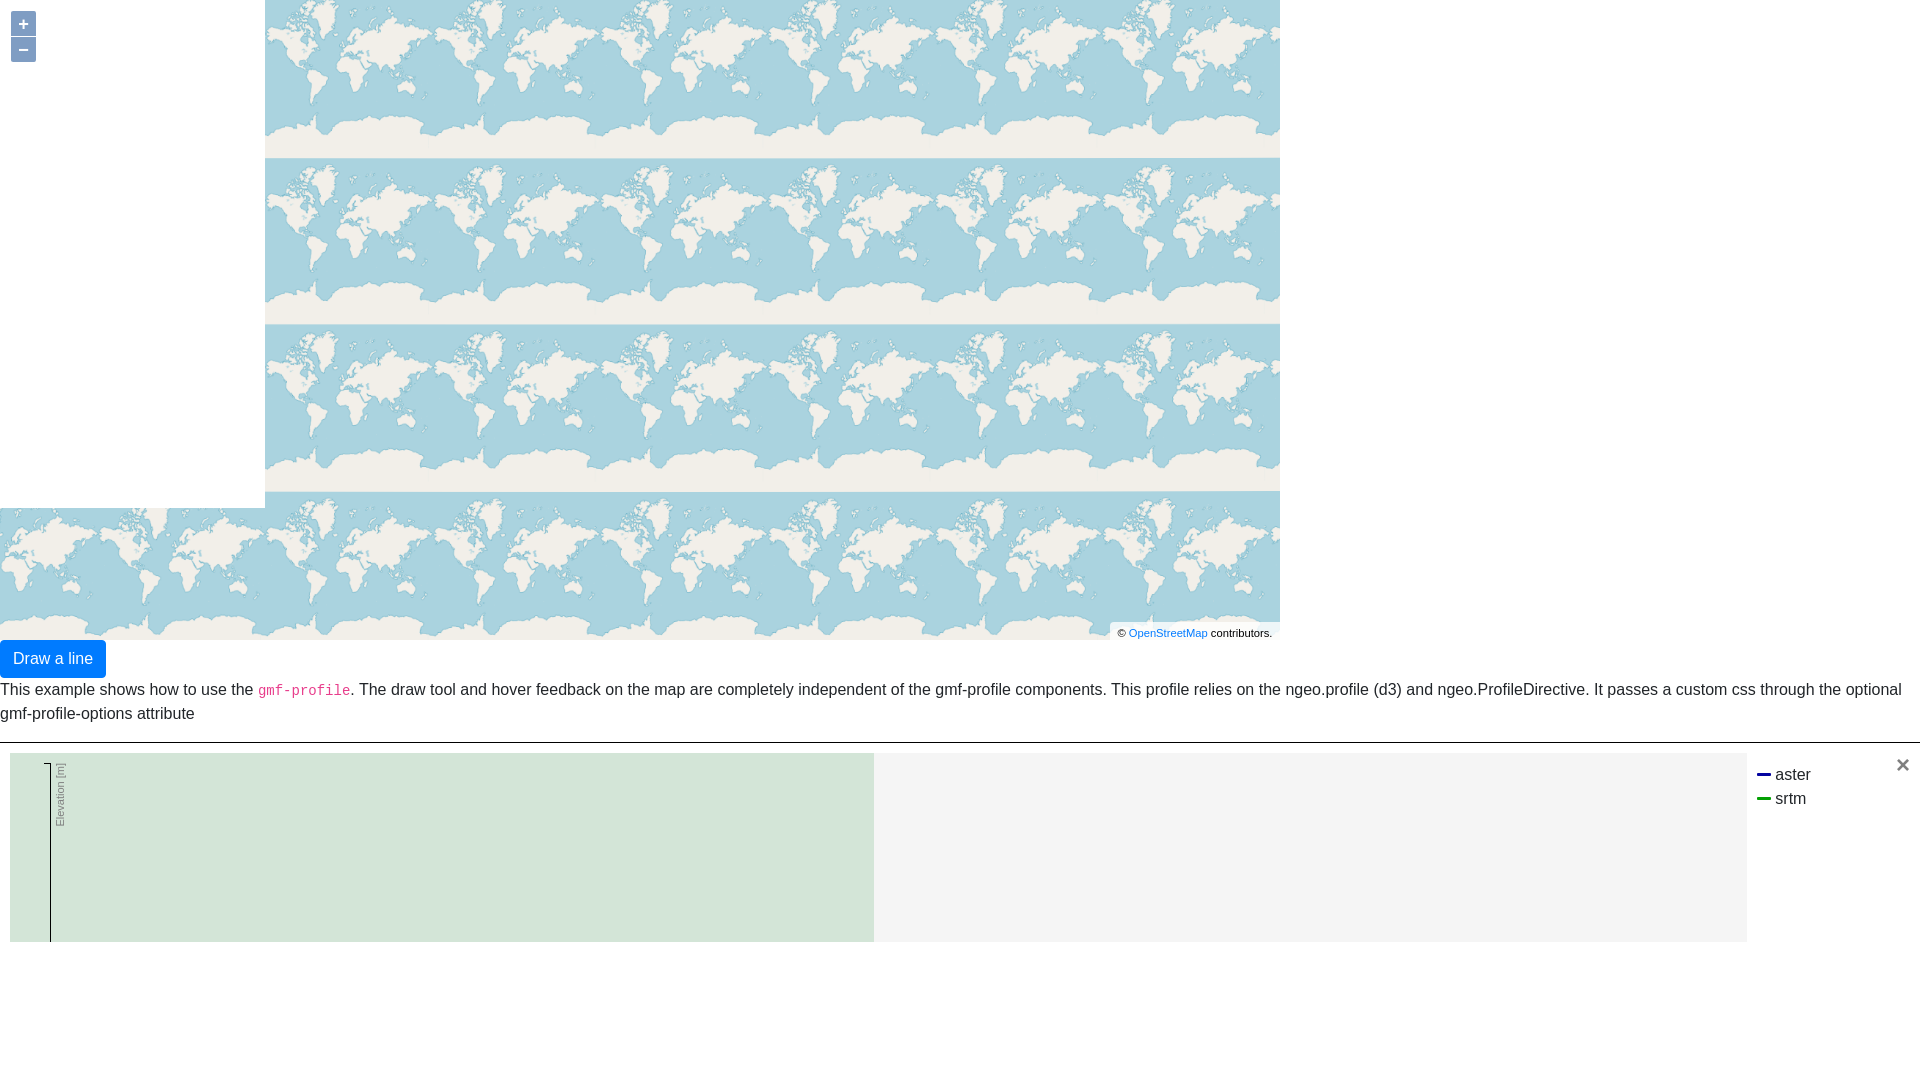 +
−
© OpenStreetMap contributors.
Draw a line
This example shows how to use the gmf-profile. The draw tool and hover feedback on the map are completely independent of the gmf-profile components. This profile relies on the ngeo.profile (d3) and ngeo.ProfileDirective. It passes a custom css through the optional
gmf-profile-options attribute
Elevation [m]
aster
srtm
×